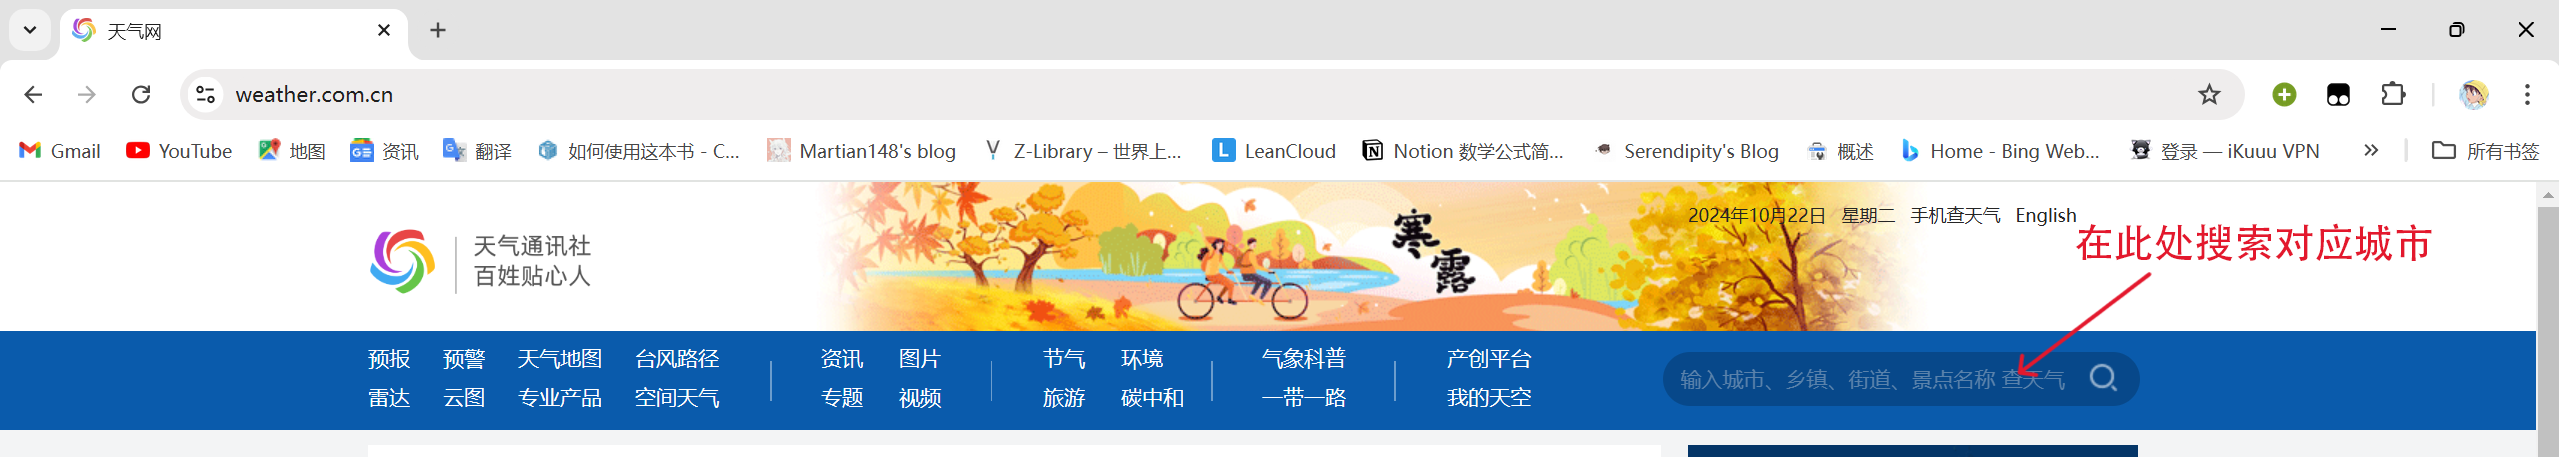 天气网
weather.com.cn
Gmail YouTube 地图 资讯 翻译 如何使用这本书 - C... Martian148's blog Z-Library – 世界上... LeanCloud Notion 数学公式简... Serendipity's Blog 概述 Home - Bing Web... 登录 — iKuuu VPN 所有书签
2024年10月22日 星期二 手机查天气 English
在此处搜索对应城市
天气通讯社
百姓贴心人
寒露
预报 预警 天气地图 台风路径 资讯 图片 节气 环境 气象科普 产创平台
输入城市、乡镇、街道、景点名称 查天气
雷达 云图 专业产品 空间天气 专题 视频 旅游 碳中和 一带一路 我的天空